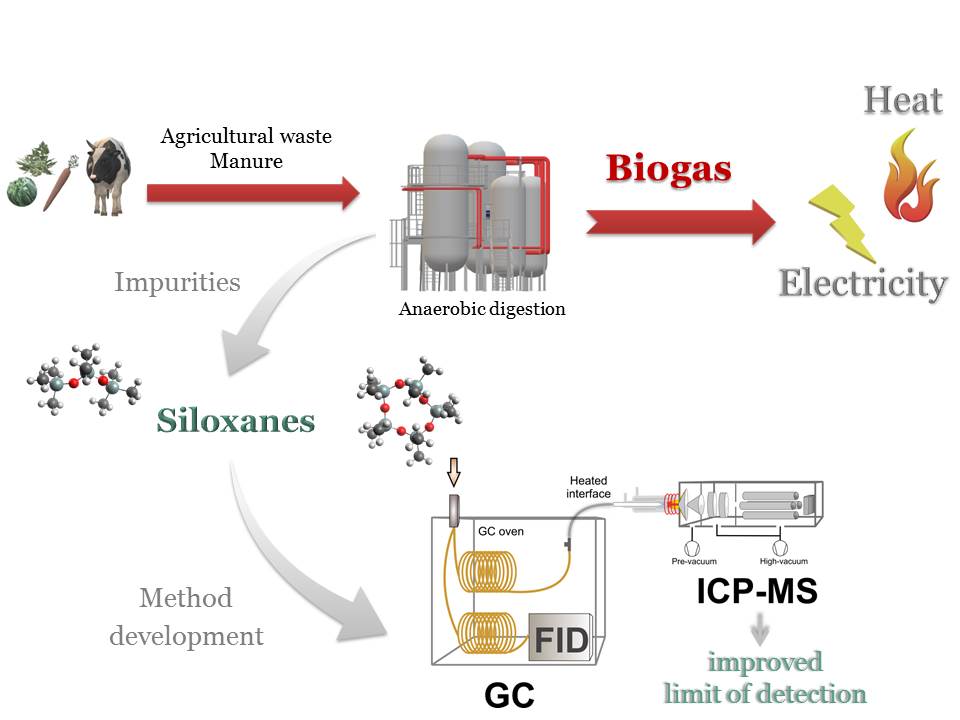 Heat
Agricultural waste
Manure
Biogas
Electricity
Impurities
Anaerobic digestion
Siloxanes
Heated
interface
GC oven
Pre-vacuum
High-vacuum
ICP-MS
Method
development
FID
GC
improved
limit of detection